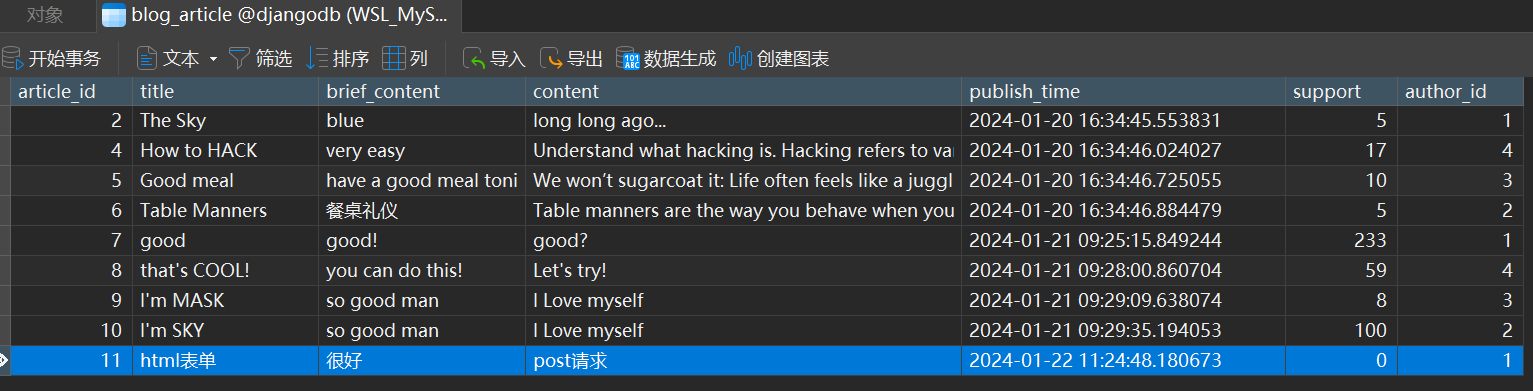 对象 blog_article @djangodb (WSL_MyS...
开始事务 文本 筛选 排序 列 导入 导出 数据生成 创建图表
article_id title brief_content content publish_time support author_id
2 The Sky blue long long ago... 2024-01-20 16:34:45.553831 5 1
4 How to HACK very easy Understand what hacking is. Hacking refers to var 2024-01-20 16:34:46.024027 17 4
5 Good meal have a good meal toni We won’t sugarcoat it: Life often feels like a juggl 2024-01-20 16:34:46.725055 10 3
6 Table Manners 餐桌礼仪 Table manners are the way you behave when you 2024-01-20 16:34:46.884479 5 2
7 good good! good? 2024-01-21 09:25:15.849244 233 1
8 that's COOL! you can do this! Let's try! 2024-01-21 09:28:00.860704 59 4
9 I'm MASK so good man I Love myself 2024-01-21 09:29:09.638074 8 3
10 I'm SKY so good man I Love myself 2024-01-21 09:29:35.194053 100 2
11 html表单 很好 post请求 2024-01-22 11:24:48.180673 0 1